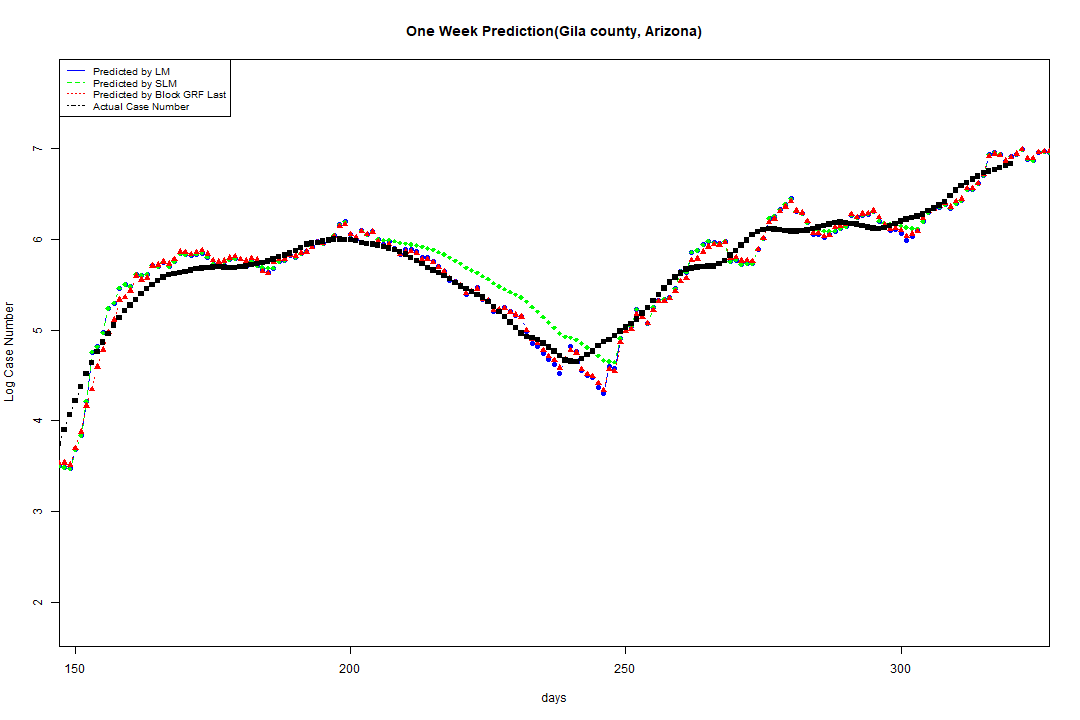 One Week Prediction(Gila county, Arizona)
Predicted by LM
Predicted by SLM
Predicted by Block GRF Last
Actual Case Number
7
6
5
4
3
2
Log Case Number
150
200
250
300
days